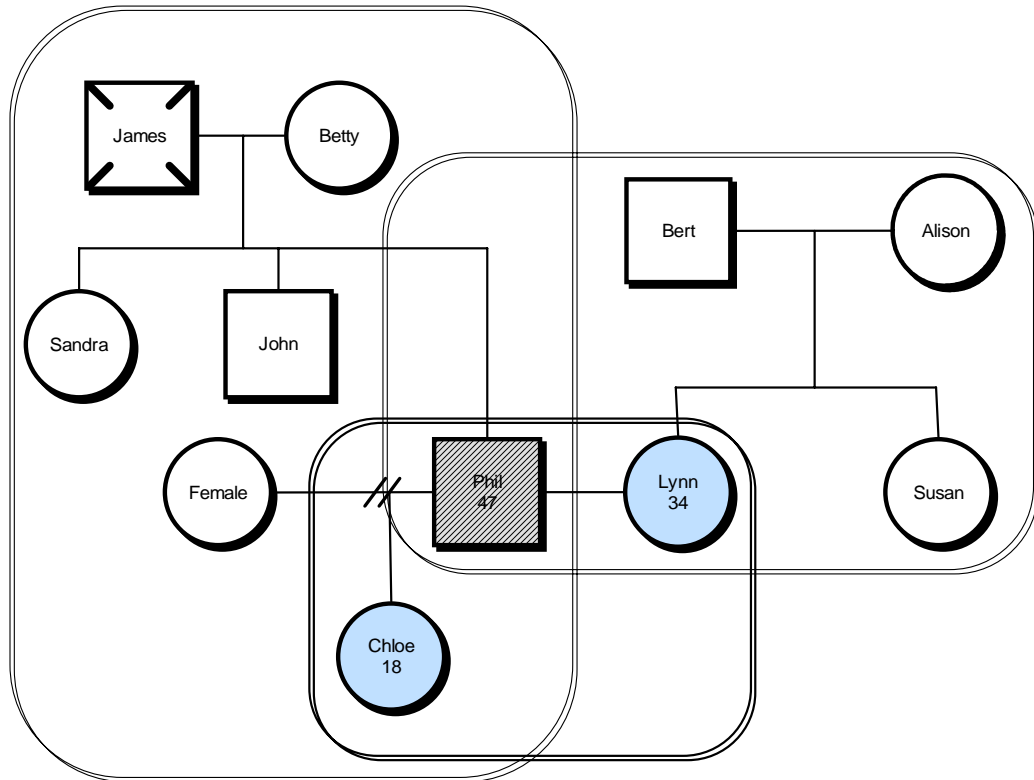 James
Betty
Bert
Alison
Sandra
John
Female
Phil
47
Lynn
34
Susan
Chloe
18